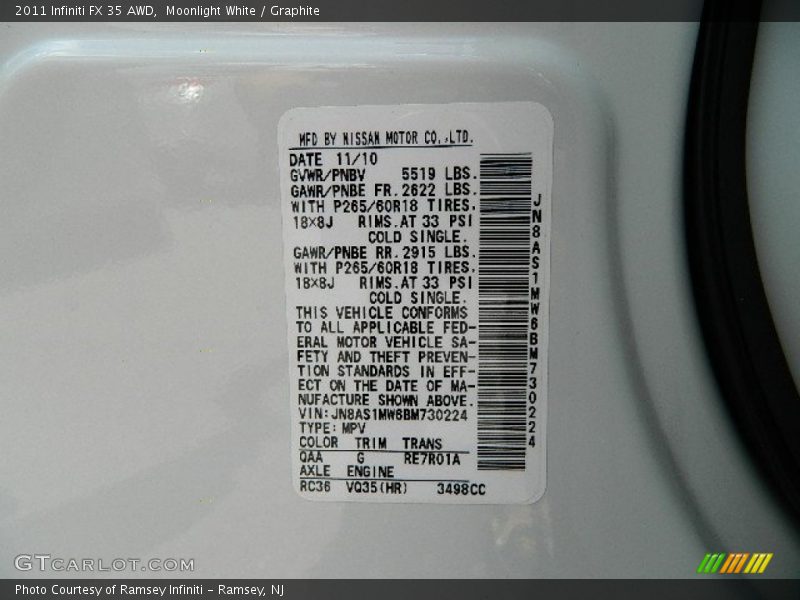 2011 Infiniti FX 35 AWD,  Moonlight White / Graphite
MFD BY NISSAN MOTOR CO.,LTD.
DATE 11/10
GVWR/PNBV 5519 LBS.
GAWR/PNBE FR. 2622 LBS.
WITH P265/60R18 TIRES,
18×8J RIMS.AT 33 PSI
COLD SINGLE.
GAWR/PNBE RR. 2915 LBS.
WITH P265/60R18 TIRES,
18×8J RIMS.AT 33 PSI
COLD SINGLE.
THIS VEHICLE CONFORMS
TO ALL APPLICABLE FED-
ERAL MOTOR VEHICLE SA-
FETY AND THEFT PREVEN-
TION STANDARDS IN EFF-
ECT ON THE DATE OF MA-
NUFACTURE SHOWN ABOVE.
VIN:JN8AS1MW6BM730224
TYPE:MPV
COLOR TRIM TRANS
QAA G RE7R01A
AXLE ENGINE
RC36 VQ35(HR) 3498CC
JN8AS1MW6BM730224
GTCARLOT.COM
Photo Courtesy of Ramsey Infiniti - Ramsey, NJ